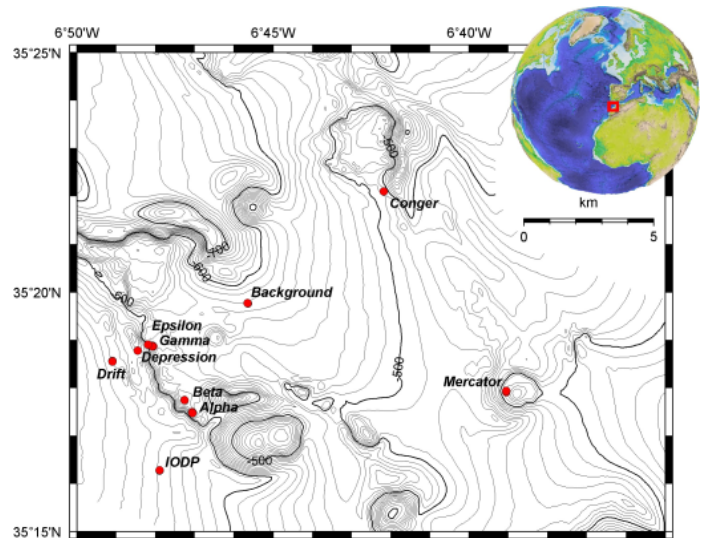 6°50'W 6°45'W 6°40'W
35°25'N
-500
km
Conger
0 5
-700
-600
35°20'N
Background
-500
Epsilon
Gamma
Depression
Drift
-500
Mercator
Beta
Alpha
IODP
-500
35°15'N